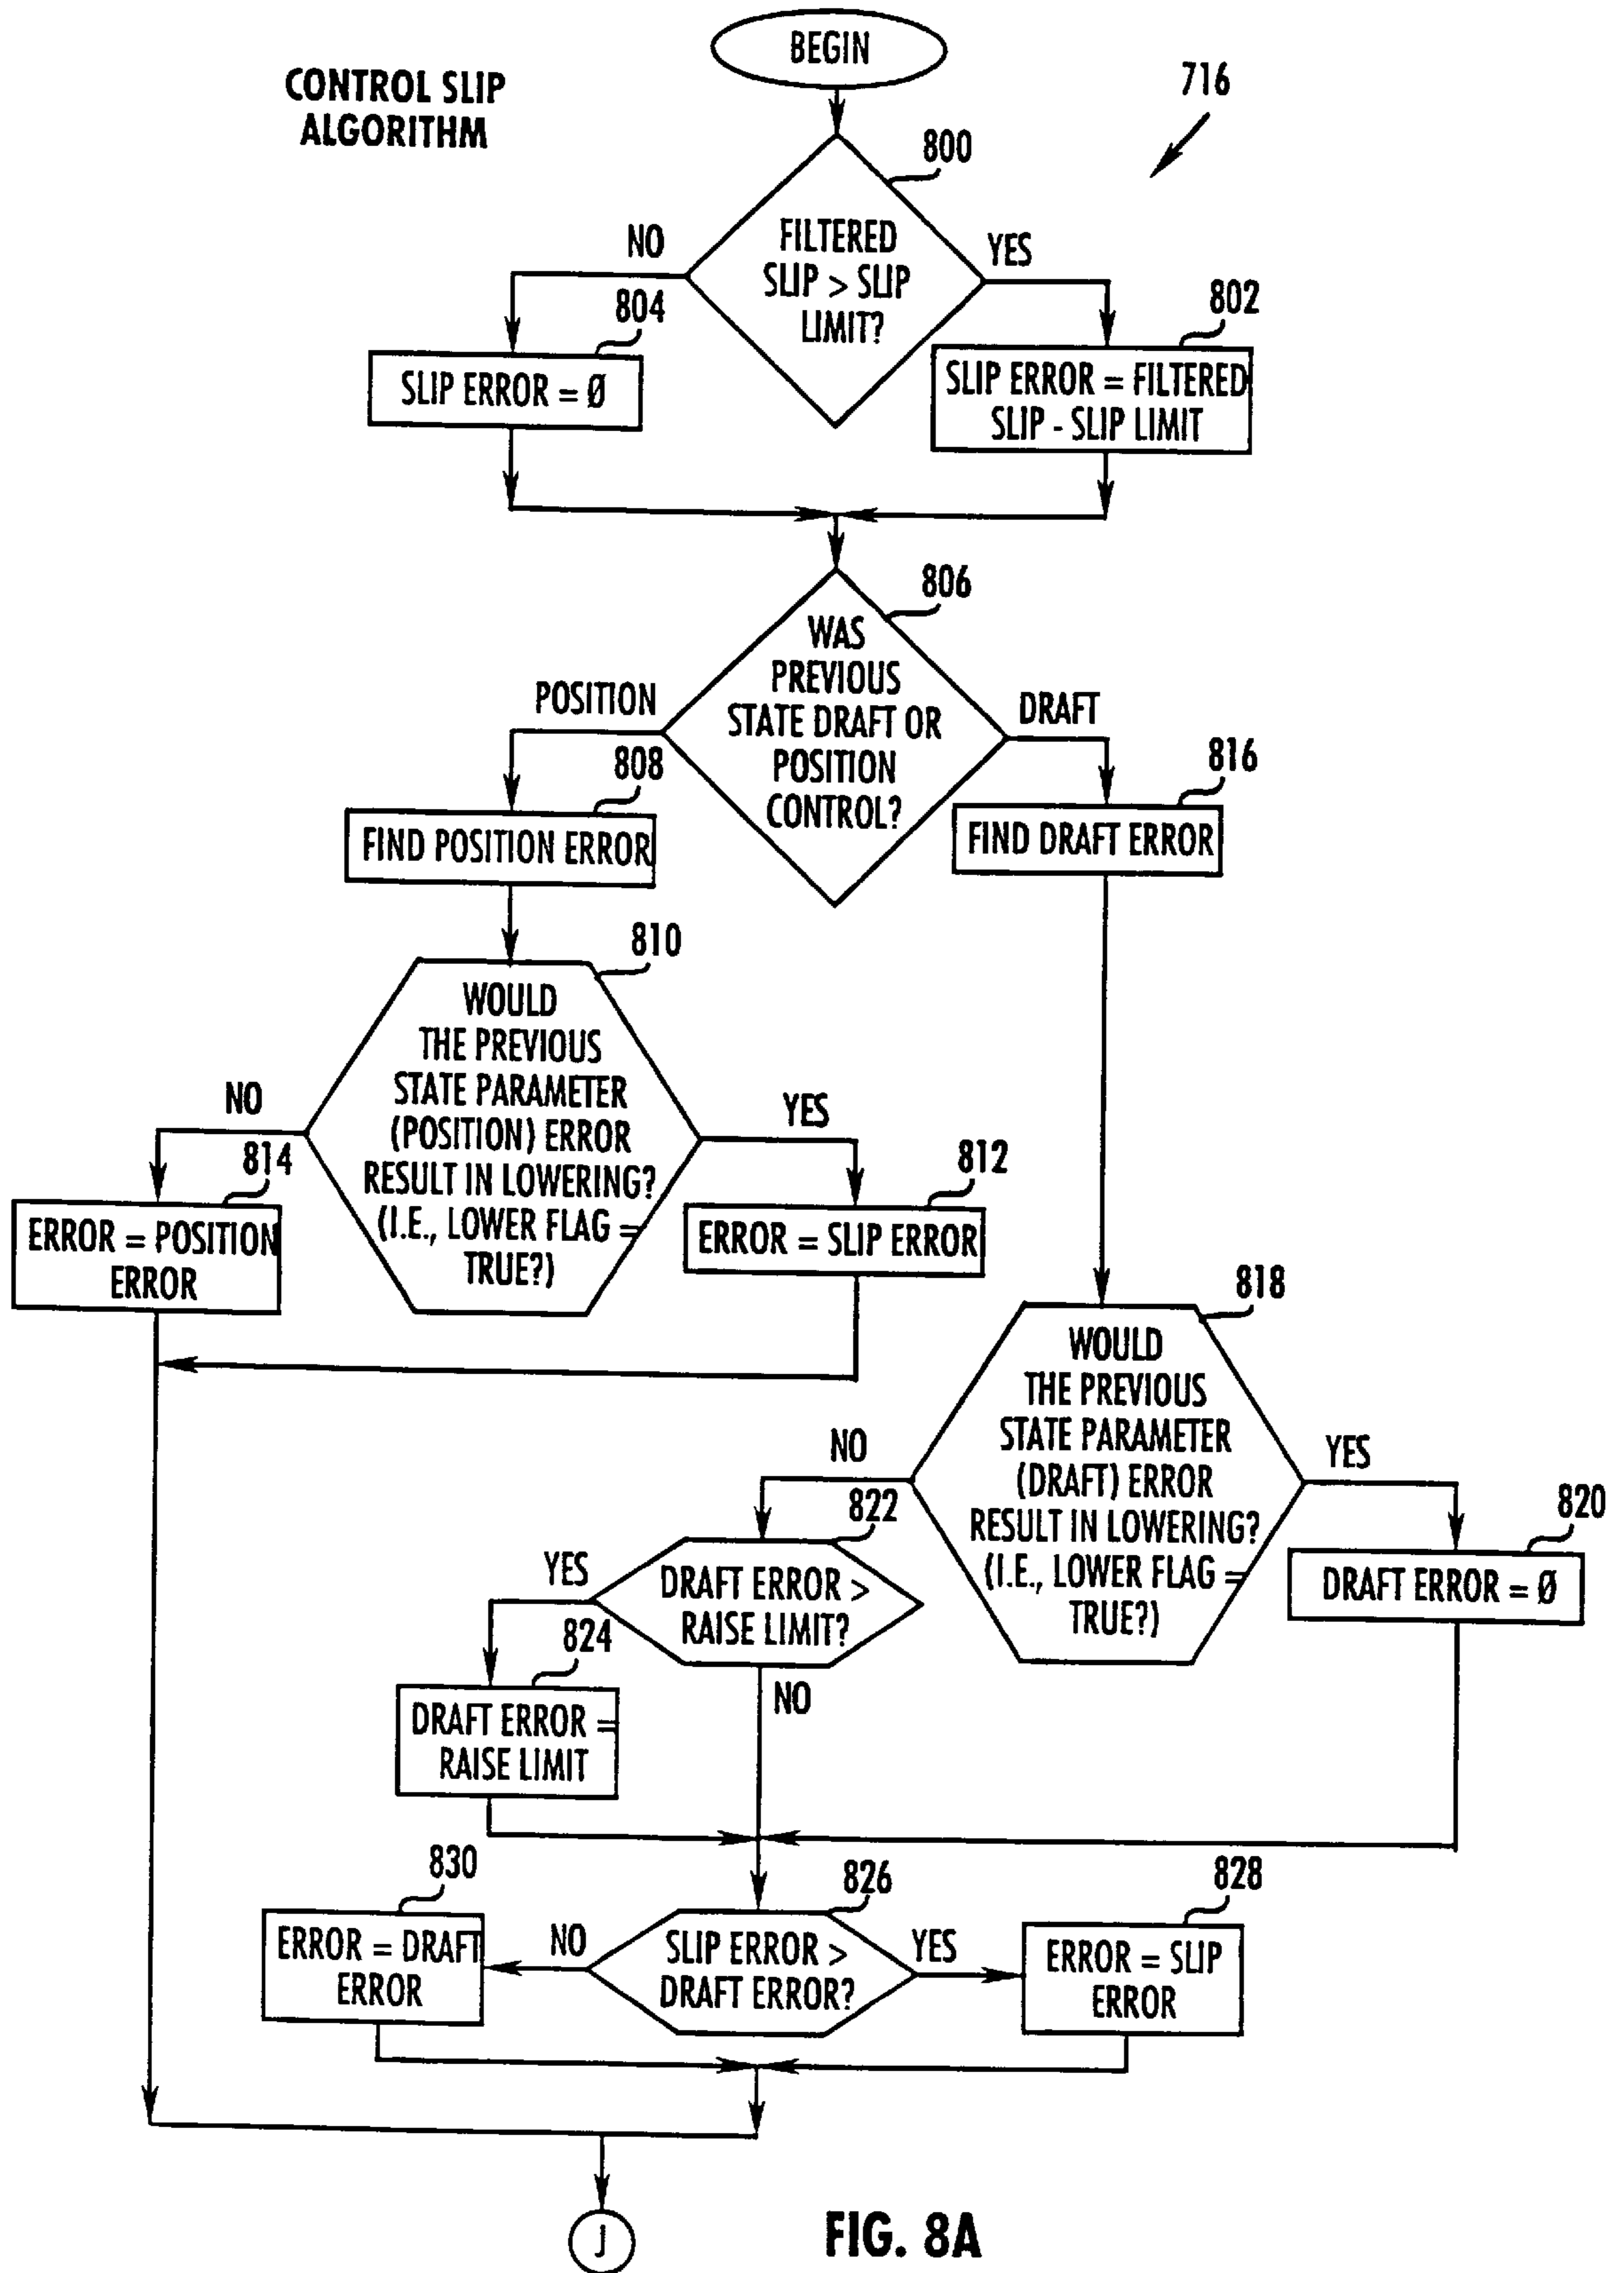 BEGIN
CONTROL SLIP
ALGORITHM
716
800
FILTERED
SLIP > SLIP
LIMIT?
NO
YES
804
SLIP ERROR = Ø
802
SLIP ERROR = FILTERED
SLIP - SLIP LIMIT
806
WAS
PREVIOUS
STATE DRAFT OR
POSITION
CONTROL?
POSITION
DRAFT
808
FIND POSITION ERROR
816
FIND DRAFT ERROR
810
WOULD
THE PREVIOUS
STATE PARAMETER
(POSITION) ERROR
RESULT IN LOWERING?
(I.E., LOWER FLAG =
TRUE?)
NO
YES
814
ERROR = POSITION
ERROR
812
ERROR = SLIP ERROR
818
WOULD
THE PREVIOUS
STATE PARAMETER
(DRAFT) ERROR
RESULT IN LOWERING?
(I.E., LOWER FLAG =
TRUE?)
NO
YES
820
DRAFT ERROR = Ø
822
DRAFT ERROR >
RAISE LIMIT?
YES
NO
824
DRAFT ERROR =
RAISE LIMIT
826
SLIP ERROR >
DRAFT ERROR?
NO
YES
830
ERROR = DRAFT
ERROR
828
ERROR = SLIP
ERROR
J
FIG. 8A